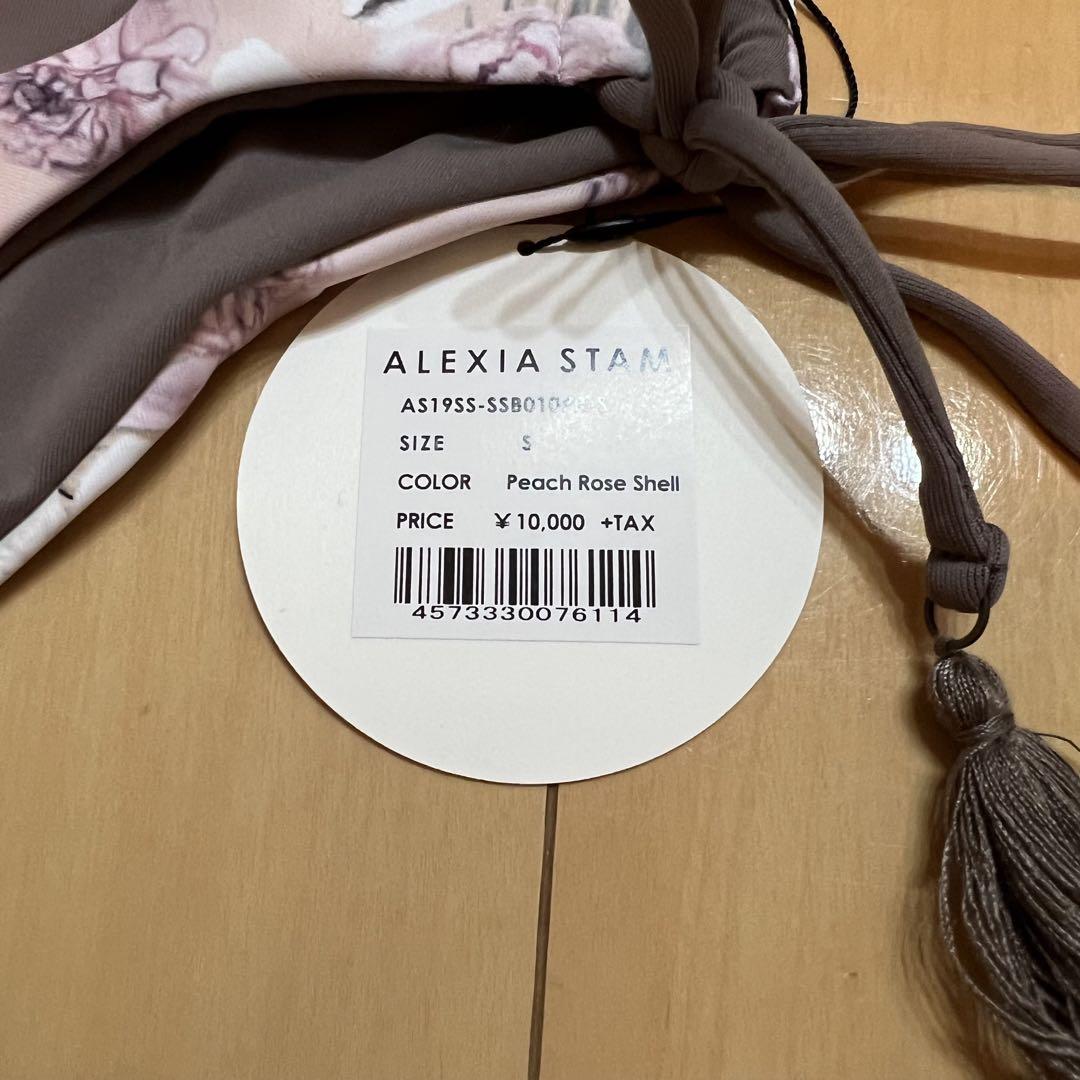 ALEXIA STAM
SIZE S
COLOR Peach Rose Shell
PRICE ¥10,000 +TAX
4573330076114